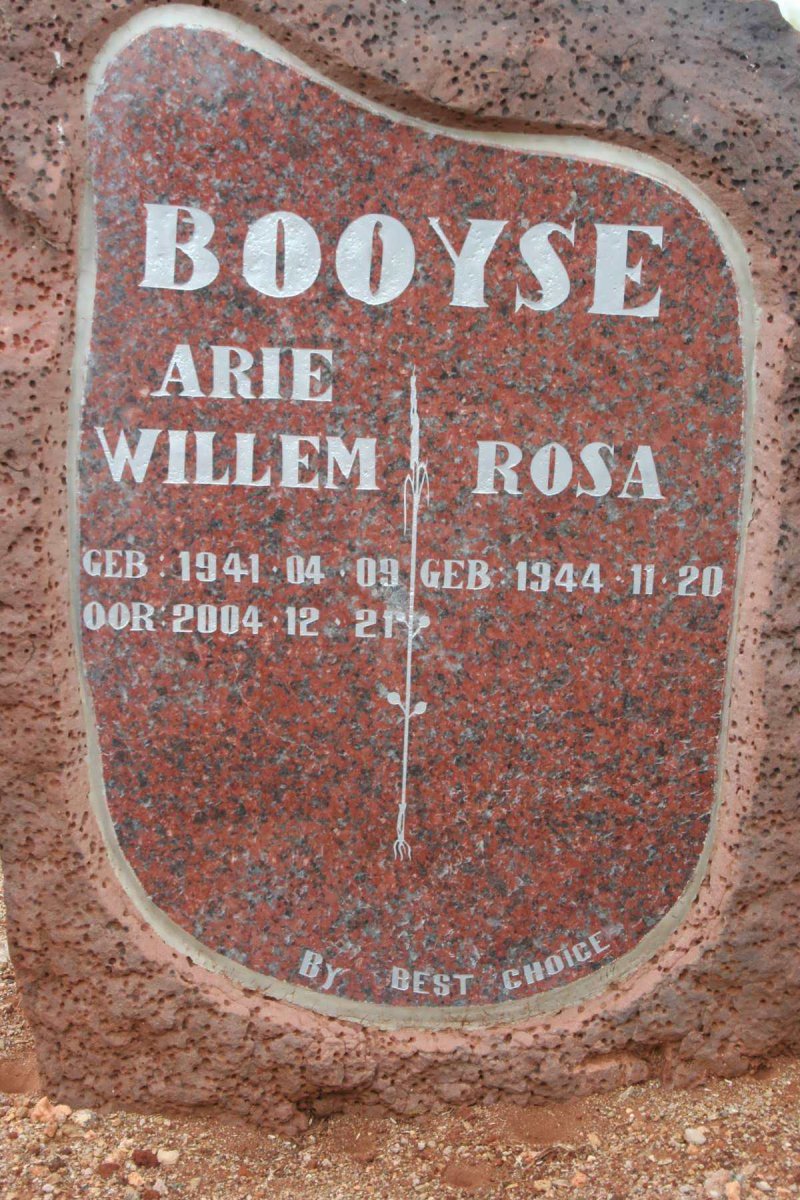 BOOYSE
ARIE
WILLEM
GEB: 1941·04·09
OOR: 2004·12·21
ROSA
GEB: 1944·11·20
BY BEST CHOICE